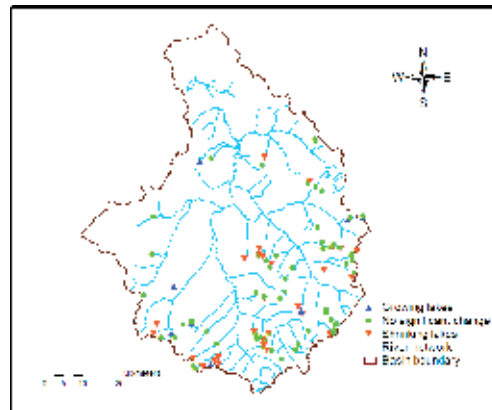 N
W E
S
Growing lakes
No significant change
Shrinking lakes
River network
Basin boundary